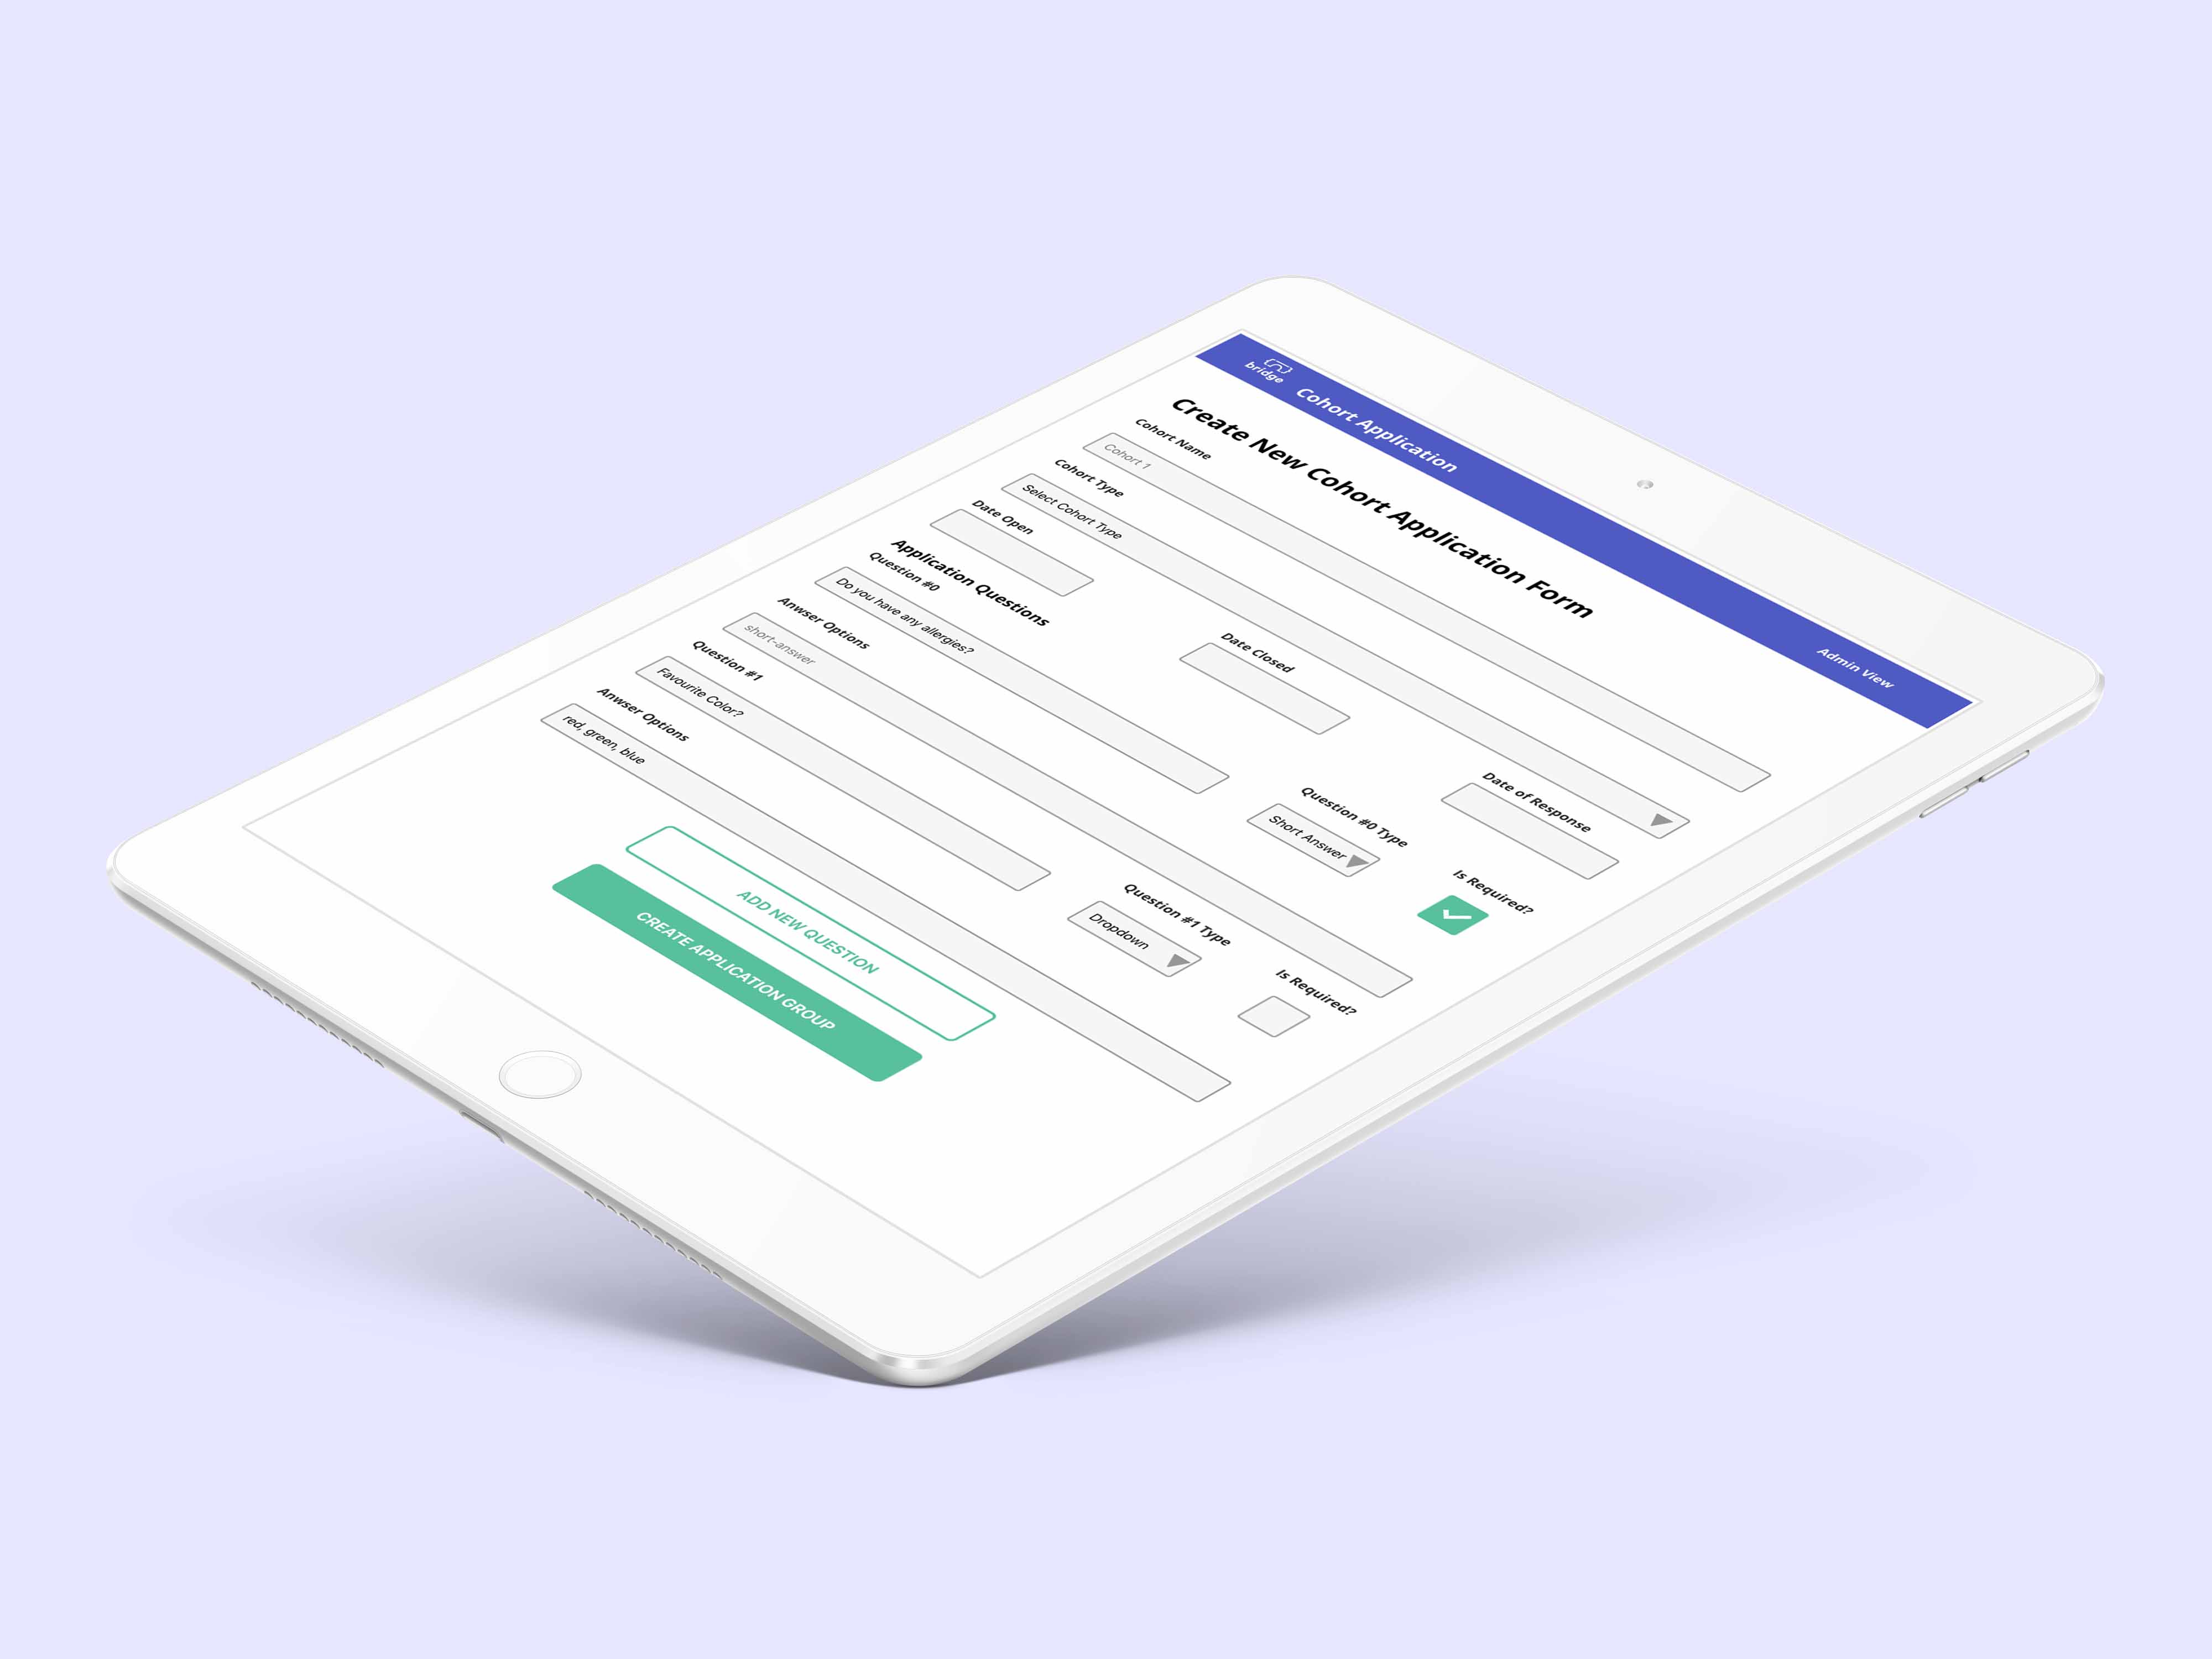 bridge
Cohort Application
Admin View
Create New Cohort Application Form
Cohort Name
Cohort 1
Cohort Type
Select Cohort Type
Date Open
Date Closed
Date of Response
Application Questions
Question #0
Question #0 Type
Is Required?
Do you have any allergies?
Short Answer
Anwser Options
short-answer
Question #1
Question #1 Type
Is Required?
Favourite Color?
Dropdown
Anwser Options
red, green, blue
ADD NEW QUESTION
CREATE APPLICATION GROUP